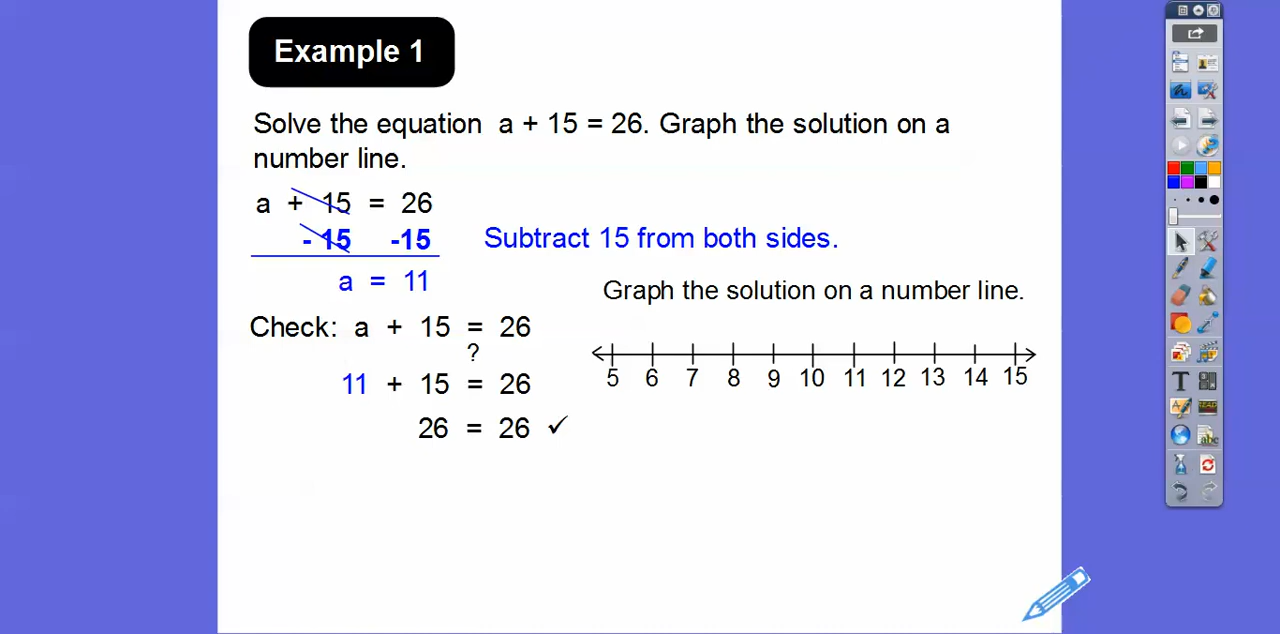 Example 1
Solve the equation a + 15 = 26. Graph the solution on a
number line.
a + 15 = 26
- 15 -15 Subtract 15 from both sides.
a = 11
Graph the solution on a number line.
Check: a + 15 = 26
?
11 + 15 = 26
26 = 26 ✓
5 6 7 8 9 10 11 12 13 14 15